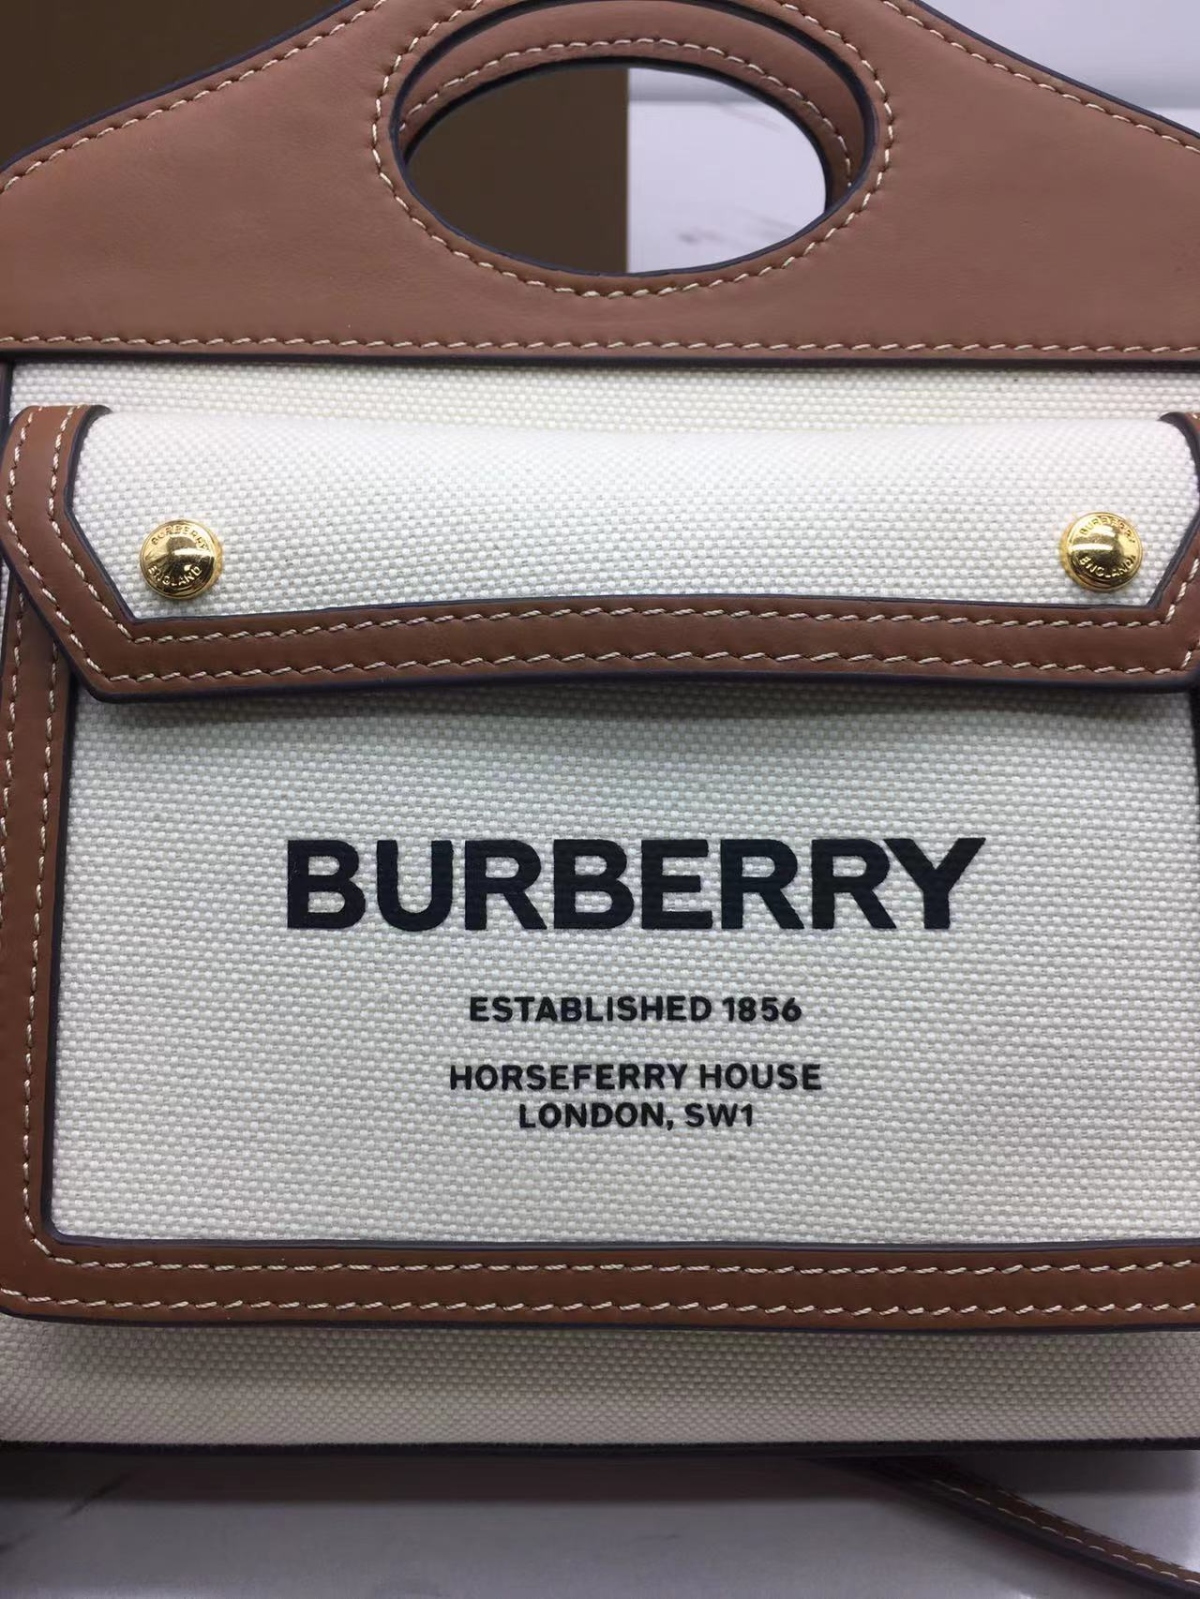 BURBERRY
ENGLAND
BURBERRY
ENGLAND
BURBERRY
ESTABLISHED 1856
HORSEFERRY HOUSE
LONDON, SW1